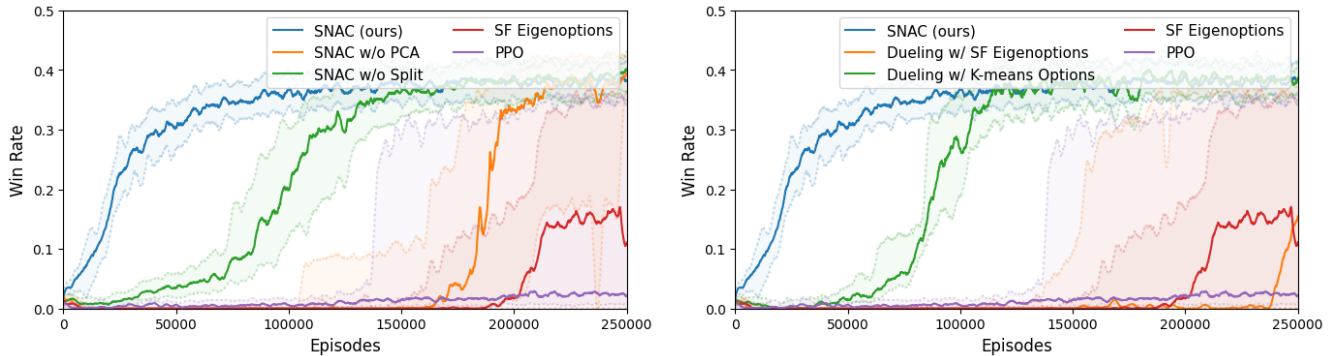 0.5
0.4
0.3
0.2
0.1
0.0
Win Rate
SNAC (ours)
SNAC w/o PCA
SNAC w/o Split
SF Eigenoptions
PPO
0 50000 100000 150000 200000 250000
Episodes
0.5
0.4
0.3
0.2
0.1
0.0
Win Rate
SNAC (ours)
Dueling w/ SF Eigenoptions
Dueling w/ K-means Options
SF Eigenoptions
PPO
0 50000 100000 150000 200000 250000
Episodes